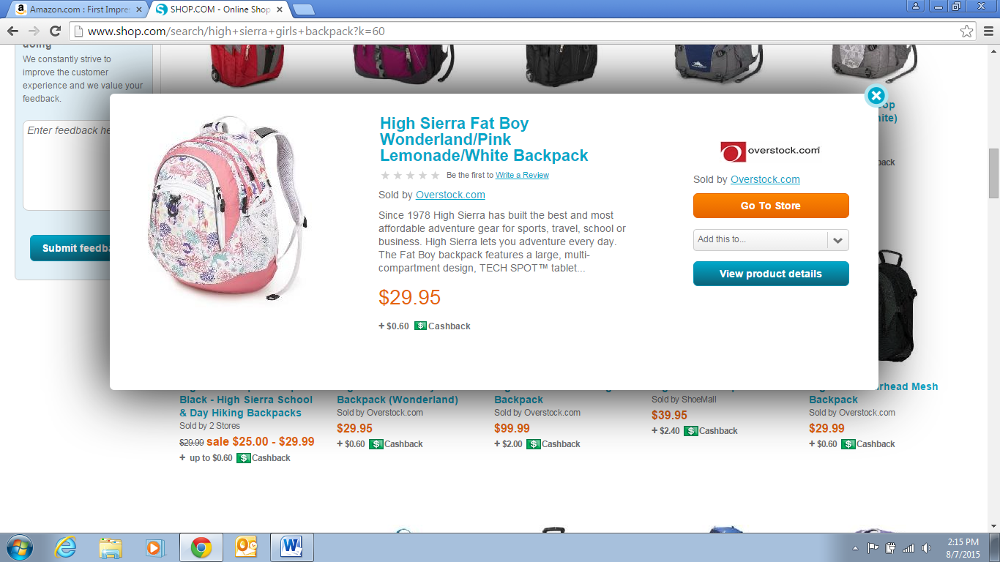 Amazon.com : First Impre
SHOP.COM - Online Shop
www.shop.com/search/high+sierra+girls+backpack?k=60
doing
We constantly strive to
improve the customer
experience and we value your
feedback.
Enter feedback he
Submit feedba
High Sierra Fat Boy
Wonderland/Pink
Lemonade/White Backpack
Be the first to Write a Review
Sold by Overstock.com
Since 1978 High Sierra has built the best and most
affordable adventure gear for sports, travel, school or
business. High Sierra lets you adventure every day.
The Fat Boy backpack features a large, multi-
compartment design, TECH SPOT™ tablet...
$29.95
+ $0.60 $ Cashback
overstock.com
Sold by Overstock.com
Go To Store
Add this to...
View product details
op
ite)
ack
Black - High Sierra School
& Day Hiking Backpacks
Sold by 2 Stores
$29.99 sale $25.00 - $29.99
+ up to $0.60 $ Cashback
Backpack (Wonderland)
Sold by Overstock.com
$29.95
+ $0.60 $ Cashback
Backpack
Sold by Overstock.com
$99.99
+ $2.00 $ Cashback
Sold by ShoeMall
$39.95
+ $2.40 $ Cashback
rhead Mesh
Backpack
Sold by Overstock.com
$29.99
+ $0.60 $ Cashback
2:15 PM
8/7/2015